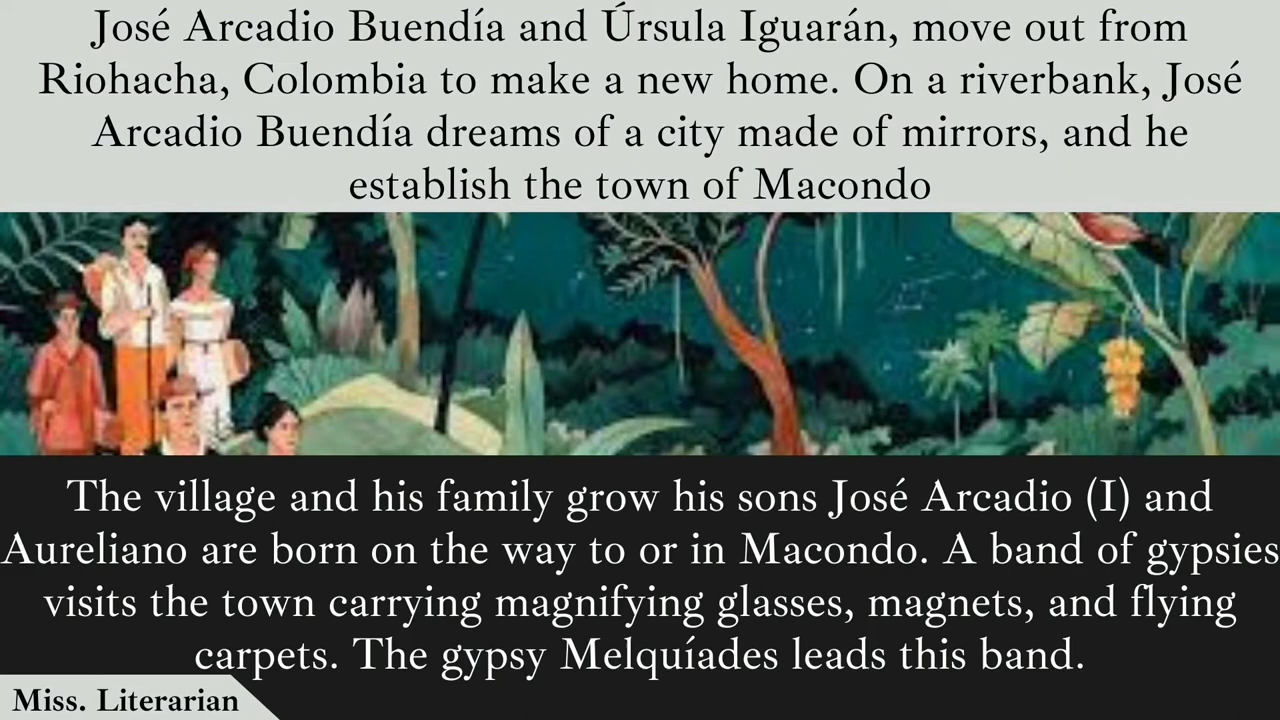 José Arcadio Buendía and Úrsula Iguarán, move out from
Riohacha, Colombia to make a new home. On a riverbank, José
Arcadio Buendía dreams of a city made of mirrors, and he
establish the town of Macondo
The village and his family grow his sons José Arcadio (I) and
Aureliano are born on the way to or in Macondo. A band of gypsies
visits the town carrying magnifying glasses, magnets, and flying
carpets. The gypsy Melquíades leads this band.
Miss. Literarian